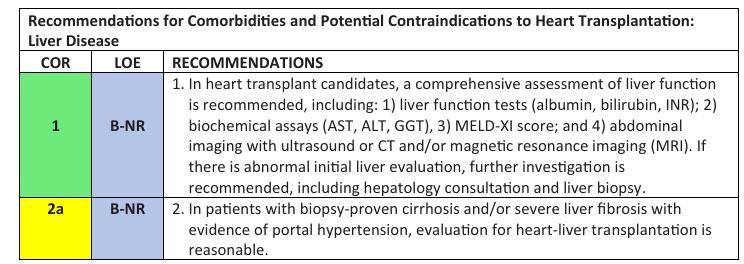 Recommendations for Comorbidities and Potential Contraindications to Heart Transplantation:
Liver Disease
COR LOE RECOMMENDATIONS
1 B-NR
1. In heart transplant candidates, a comprehensive assessment of liver function
is recommended, including: 1) liver function tests (albumin, bilirubin, INR); 2)
biochemical assays (AST, ALT, GGT), 3) MELD-XI score; and 4) abdominal
imaging with ultrasound or CT and/or magnetic resonance imaging (MRI). If
there is abnormal initial liver evaluation, further investigation is
recommended, including hepatology consultation and liver biopsy.
2a B-NR
2. In patients with biopsy-proven cirrhosis and/or severe liver fibrosis with
evidence of portal hypertension, evaluation for heart-liver transplantation is
reasonable.